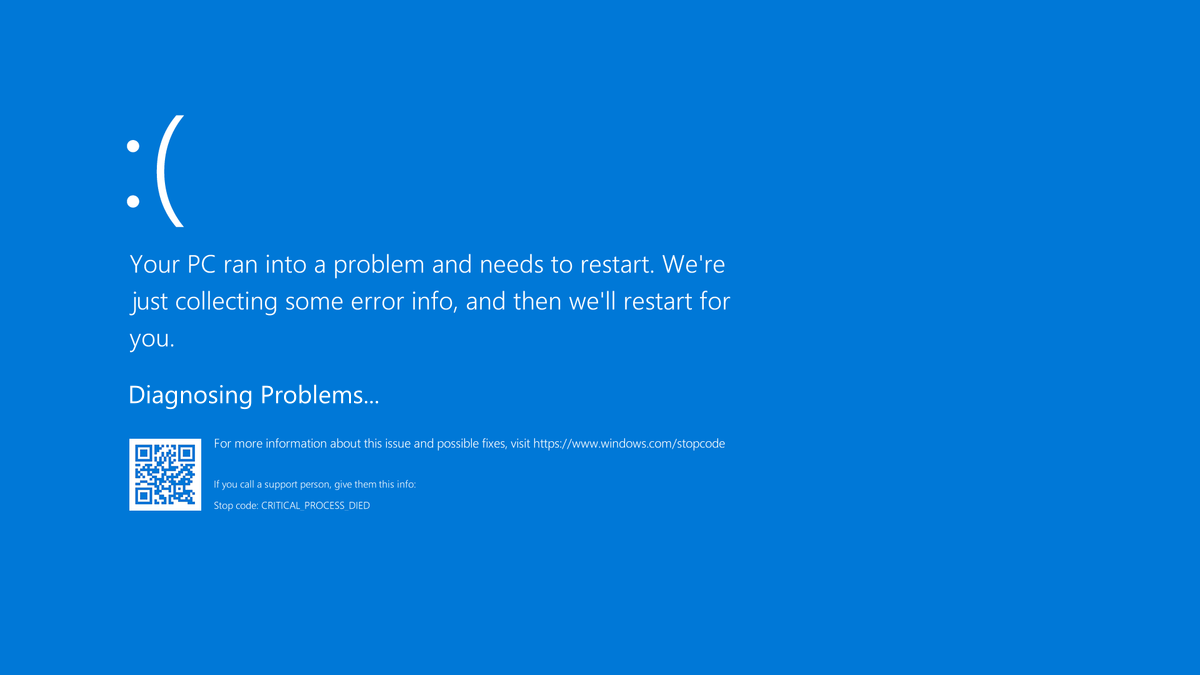 :(
Your PC ran into a problem and needs to restart. We're
just collecting some error info, and then we'll restart for
you.
Diagnosing Problems...
For more information about this issue and possible fixes, visit https://www.windows.com/stopcode
If you call a support person, give them this info:
Stop code: CRITICAL_PROCESS_DIED